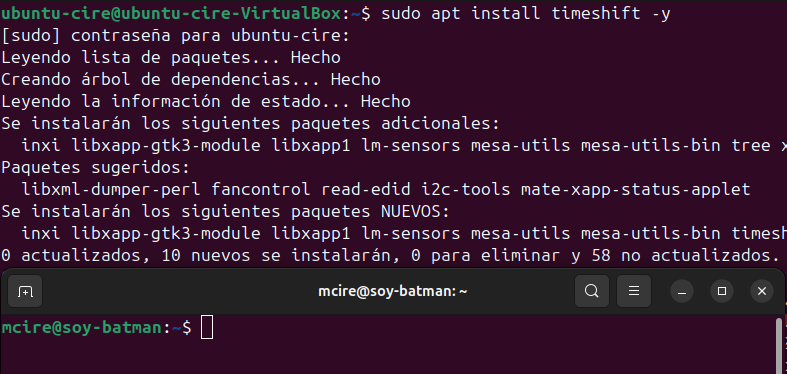 ubuntu-cire@ubuntu-cire-VirtualBox:~$ sudo apt install timeshift -y
[sudo] contraseña para ubuntu-cire:
Leyendo lista de paquetes... Hecho
Creando árbol de dependencias... Hecho
Leyendo la información de estado... Hecho
Se instalarán los siguientes paquetes adicionales:
  inxi libxapp-gtk3-module libxapp1 lm-sensors mesa-utils mesa-utils-bin tree
Paquetes sugeridos:
  libxml-dumper-perl fancontrol read-edid i2c-tools mate-xapp-status-applet
Se instalarán los siguientes paquetes NUEVOS:
  inxi libxapp-gtk3-module libxapp1 lm-sensors mesa-utils mesa-utils-bin timesh
0 actualizados, 10 nuevos se instalarán, 0 para eliminar y 58 no actualizados.
mcire@soy-batman: ~
mcire@soy-batman:~$